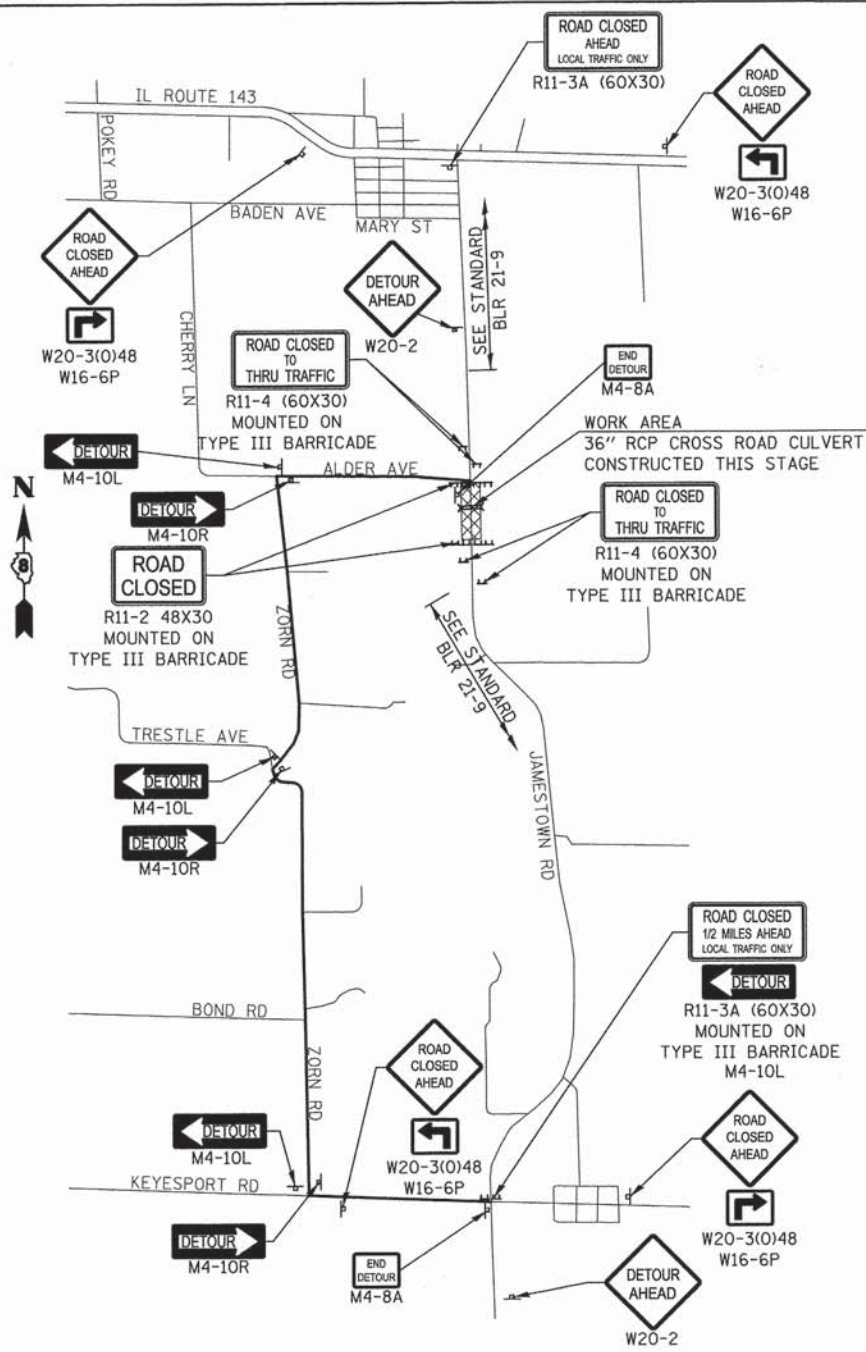 ROAD CLOSED
AHEAD
LOCAL TRAFFIC ONLY
R11-3A (60X30)
IL ROUTE 143
ROAD
CLOSED
AHEAD
W20-3(O)48
W16-6P
POKEY RD
BADEN AVE
MARY ST
ROAD
CLOSED
AHEAD
W20-3(O)48
W16-6P
CHERRY LN
DETOUR
AHEAD
W20-2
SEE STANDARD
BLR 21-9
ROAD CLOSED
TO
THRU TRAFFIC
R11-4 (60X30)
MOUNTED ON
TYPE III BARRICADE
END
DETOUR
M4-8A
WORK AREA
36" RCP CROSS ROAD CULVERT
CONSTRUCTED THIS STAGE
DETOUR
M4-10L
ALDER AVE
N
8
DETOUR
M4-10R
ROAD CLOSED
TO
THRU TRAFFIC
R11-4 (60X30)
MOUNTED ON
TYPE III BARRICADE
ROAD
CLOSED
R11-2 48X30
MOUNTED ON
TYPE III BARRICADE
ZORN RD
SEE STANDARD
BLR 21-9
TRESTLE AVE
DETOUR
M4-10L
DETOUR
M4-10R
JAMESTOWN RD
ROAD CLOSED
1/2 MILES AHEAD
LOCAL TRAFFIC ONLY
DETOUR
R11-3A (60X30)
MOUNTED ON
TYPE III BARRICADE
M4-10L
BOND RD
ZORN RD
ROAD
CLOSED
AHEAD
W20-3(O)48
W16-6P
DETOUR
M4-10L
KEYESPORT RD
ROAD
CLOSED
AHEAD
W20-3(O)48
W16-6P
DETOUR
M4-10R
END
DETOUR
M4-8A
DETOUR
AHEAD
W20-2